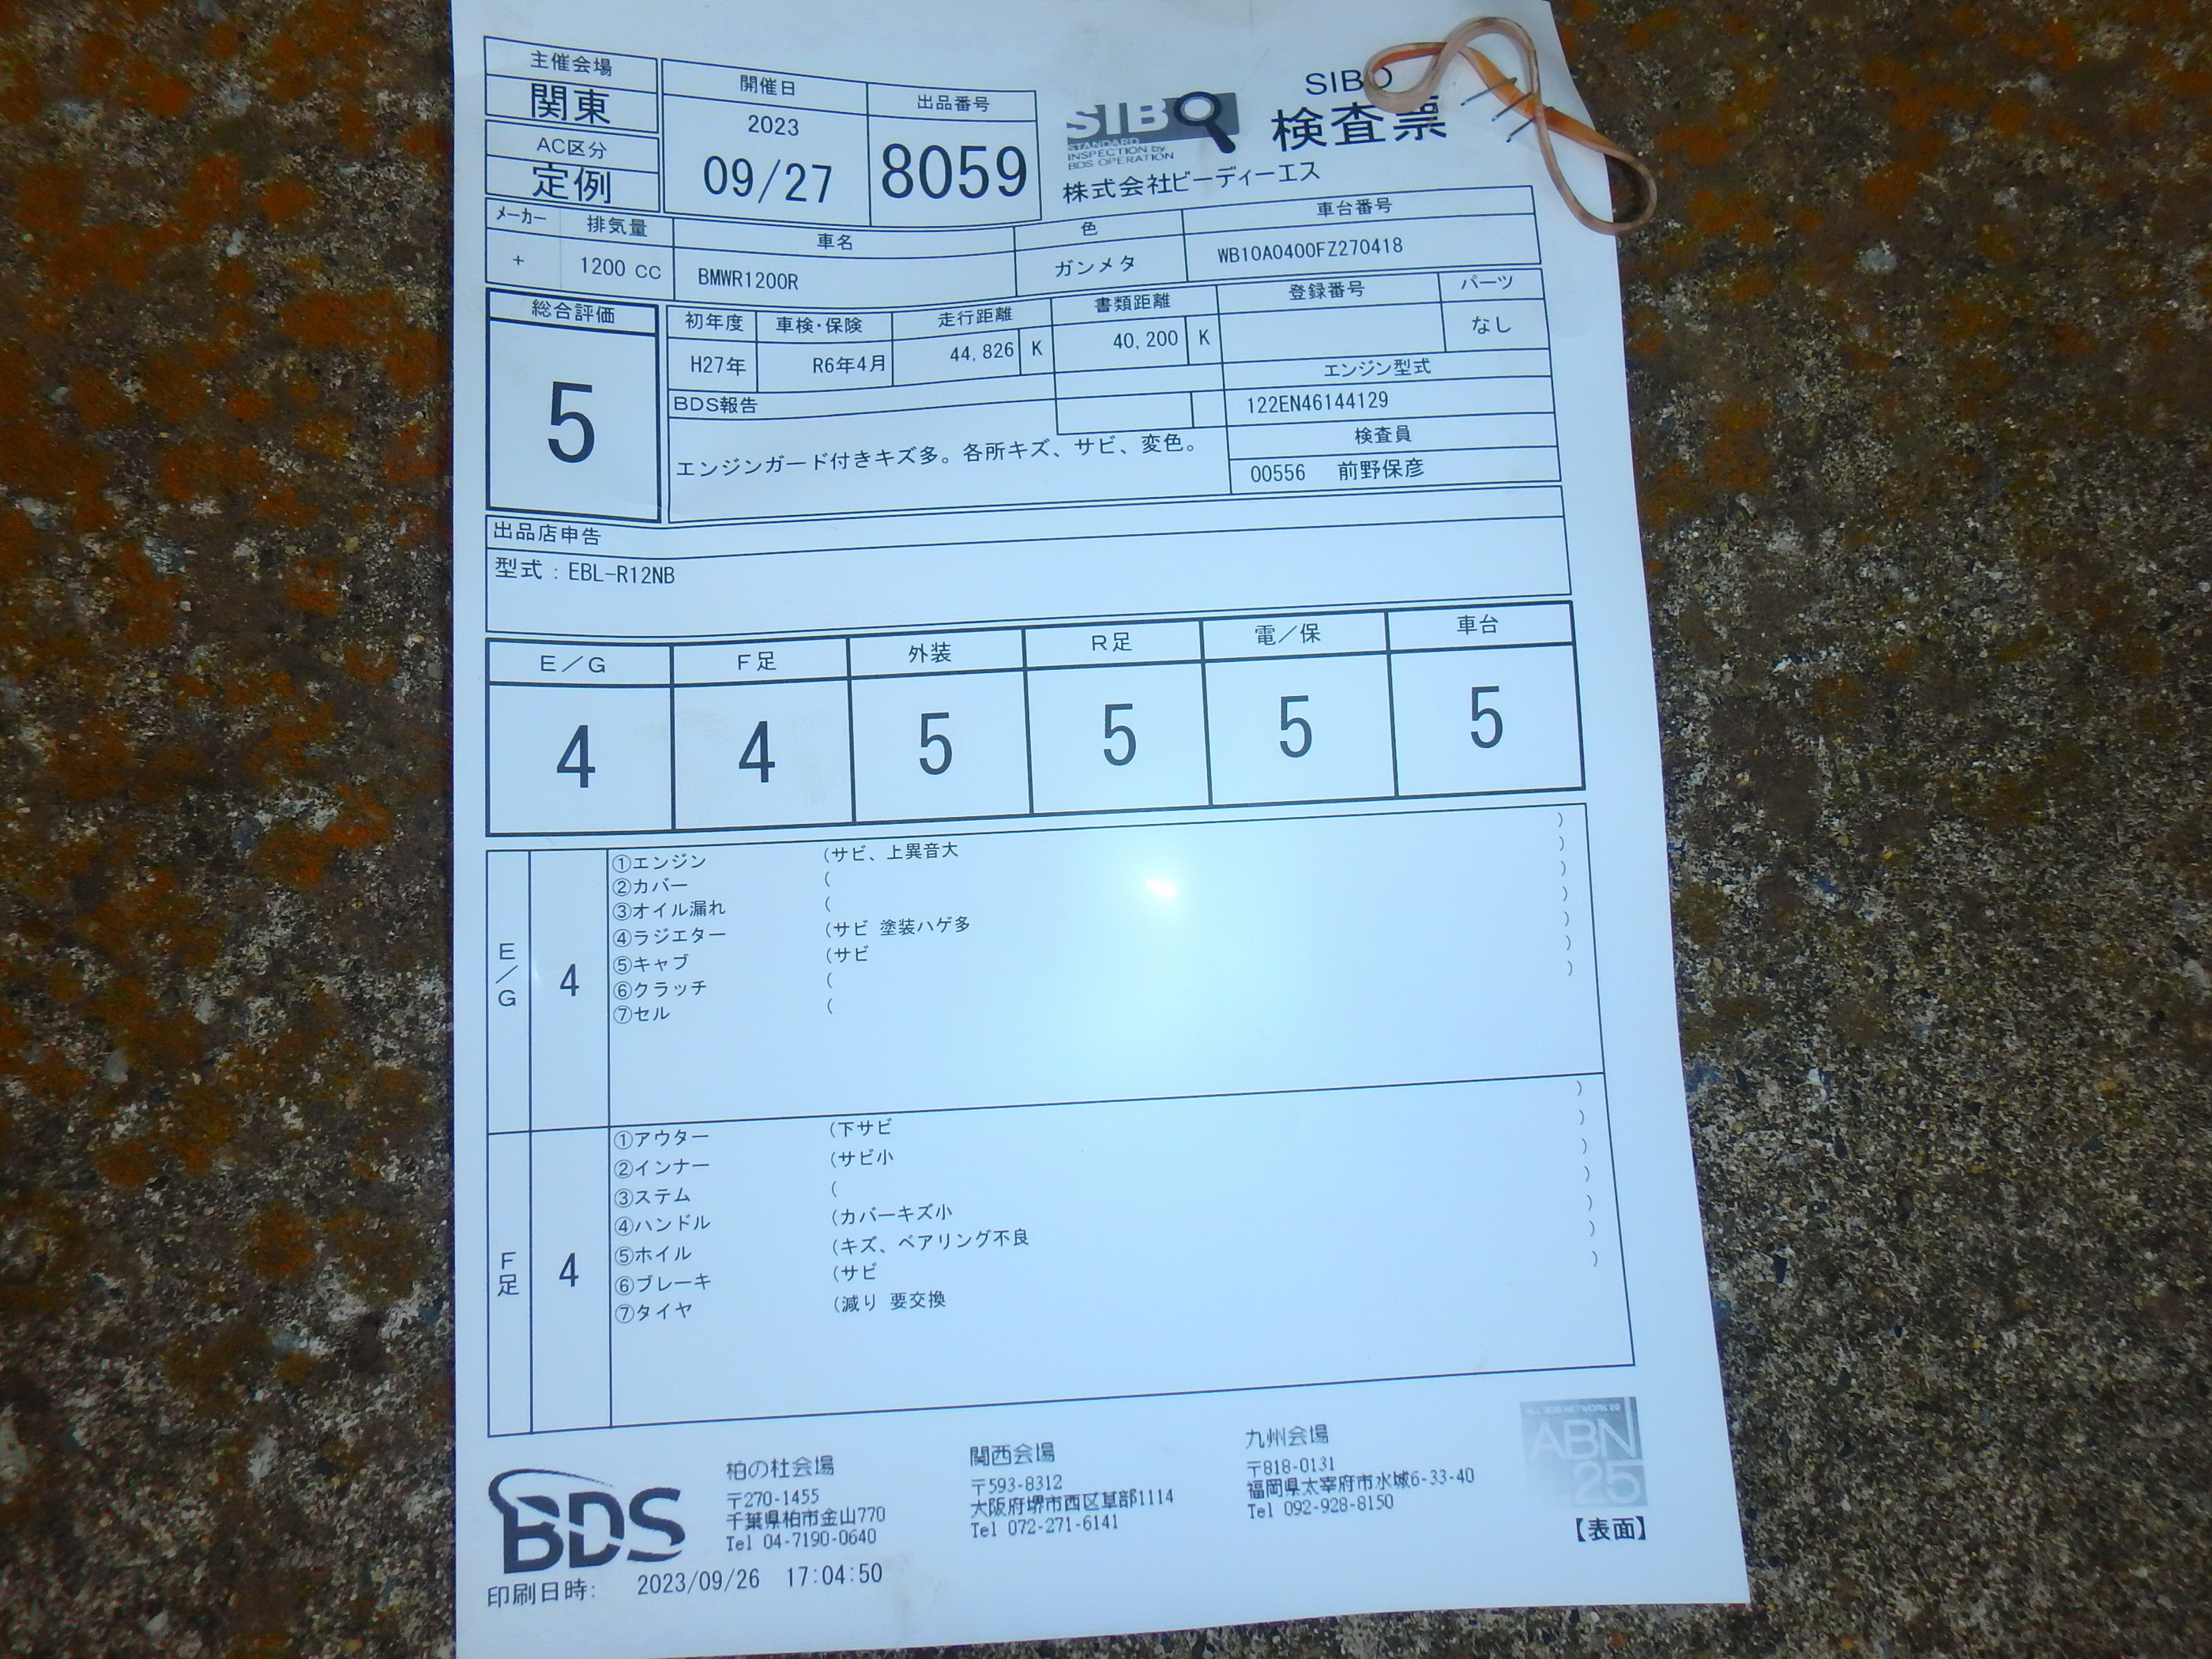 主催会場
関東
AC区分
定例
開催日
2023
09/27
出品番号
8059
SIB
STANDARD
INSPECTION by
BDS OPERATION
SIBO
検査票
株式会社ビーディーエス
メーカー 排気量 車名 色 車台番号
+ 1200 CC BMWR1200R ガンメタ WB10A0400FZ270418
総合評価
5
初年度 車検・保険 走行距離 書類距離 登録番号 パーツ
H27年 R6年4月 44,826 K 40,200 K なし
エンジン型式
122EN46144129
BDS報告
エンジンガード付きキズ多。各所キズ、サビ、変色。
検査員
00556 前野保彦
出品店申告
型式：EBL-R12NB
E／G F足 外装 R足 電／保 車台
4 4 5 5 5 5
E／G 4
①エンジン (サビ、上異音大 )
②カバー ( )
③オイル漏れ ( )
④ラジエター (サビ 塗装ハゲ多 )
⑤キャブ (サビ )
⑥クラッチ ( )
⑦セル ( )
F足 4
①アウター (下サビ )
②インナー (サビ小 )
③ステム ( )
④ハンドル (カバーキズ小 )
⑤ホイル (キズ、ベアリング不良 )
⑥ブレーキ (サビ )
⑦タイヤ (減り 要交換 )
BDS
柏の杜会場
〒270-1455
千葉県柏市金山770
Tel 04-7190-0640
関西会場
〒593-8312
大阪府堺市西区草部1114
Tel 072-271-6141
九州会場
〒818-0131
福岡県太宰府市水城6-33-40
Tel 092-928-8150
ABN
25
【表面】
印刷日時: 2023/09/26 17:04:50